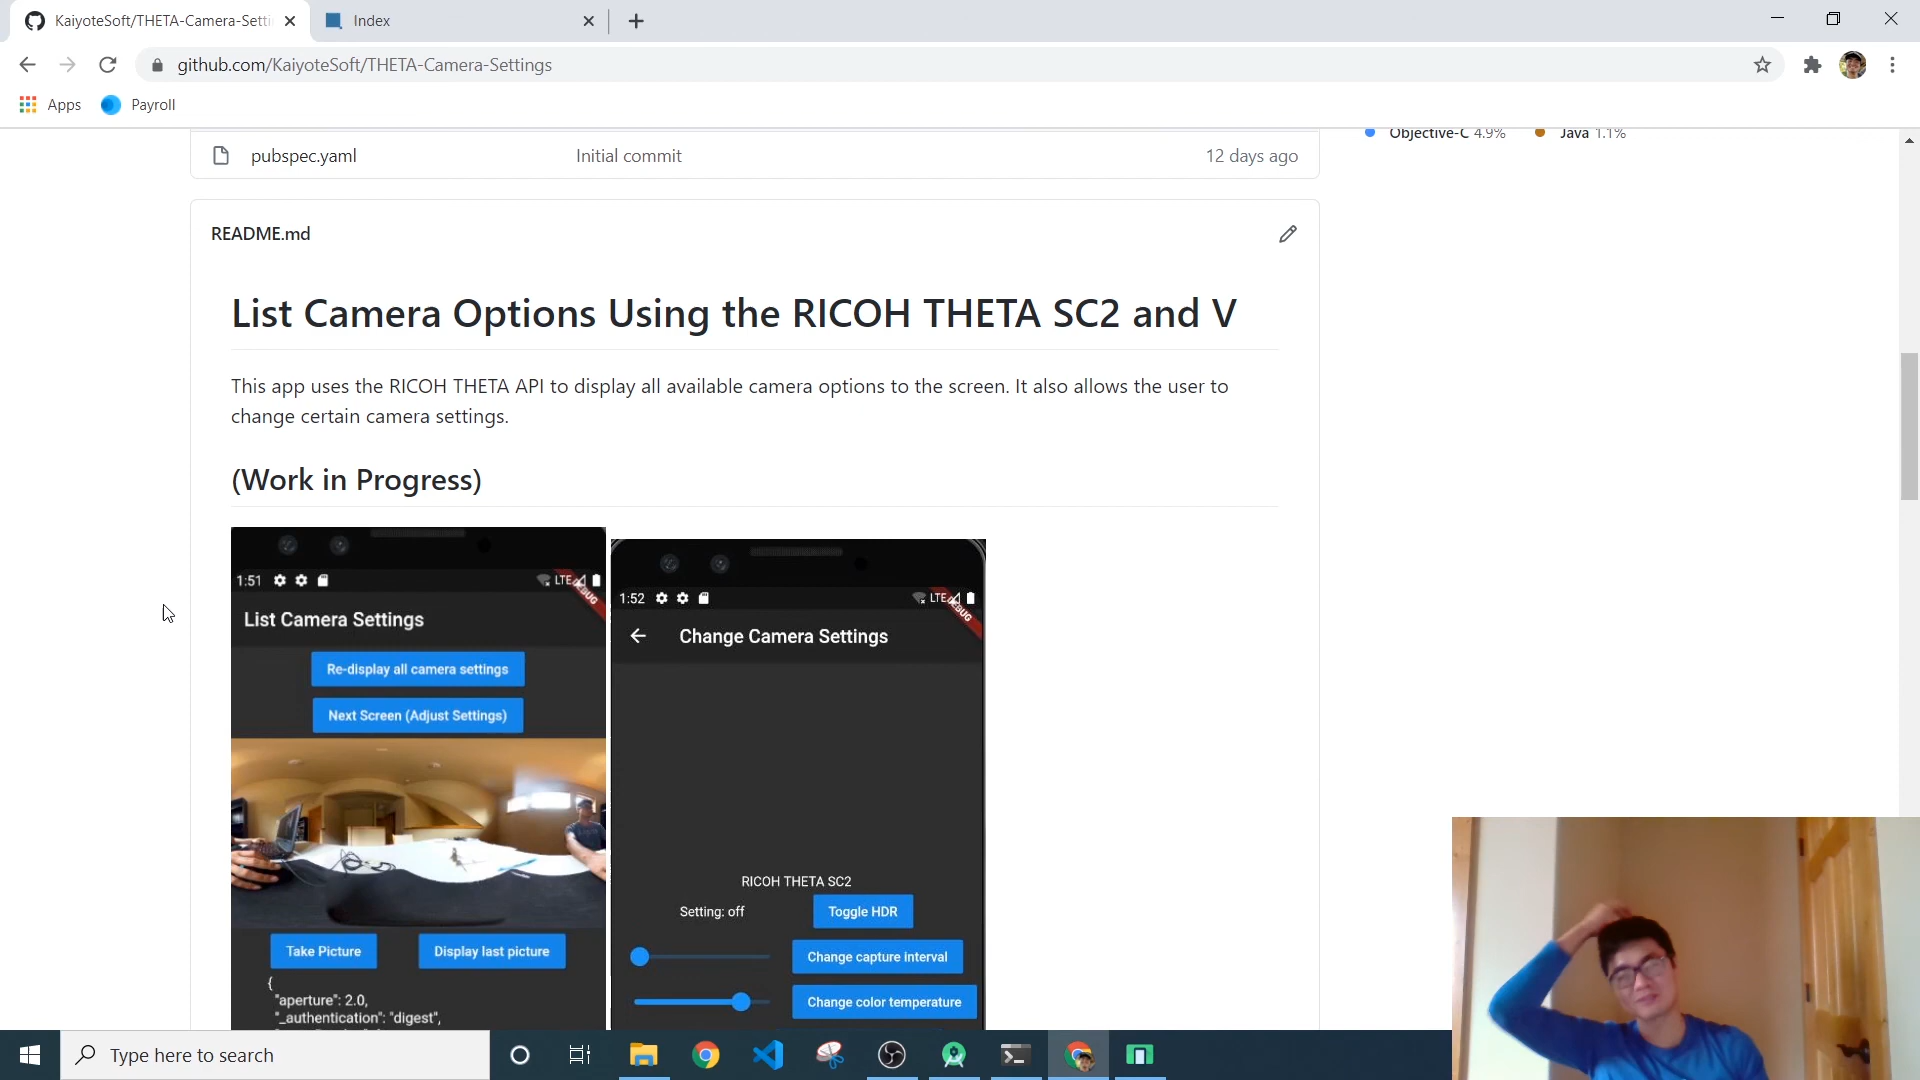 KaiyoteSoft/THETA-Camera-Setti
Index
github.com/KaiyoteSoft/THETA-Camera-Settings
Apps
Payroll
Objective-C 4.9%
Java 1.1%
pubspec.yaml
Initial commit
12 days ago
README.md
List Camera Options Using the RICOH THETA SC2 and V
This app uses the RICOH THETA API to display all available camera options to the screen. It also allows the user to
change certain camera settings.
(Work in Progress)
1:51
LTE
DEBUG
List Camera Settings
Re-display all camera settings
Next Screen (Adjust Settings)
Take Picture
Display last picture
{
"aperture": 2.0,
"_authentication": "digest",
1:52
LTE
DEBUG
Change Camera Settings
RICOH THETA SC2
Setting: off
Toggle HDR
Change capture interval
Change color temperature
Type here to search